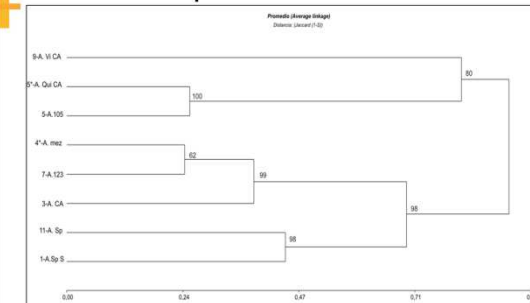 Promedio (Average linkage)
Distancia: (Jaccard (1-S))
9-A. Vi CA
80
5*-A. Qui CA
100
5-A.105
4*-A. mez
62
7-A.123
99
3-A. CA
98
11-A. Sp
98
1-A.Sp S
0,00 0,24 0,47 0,71